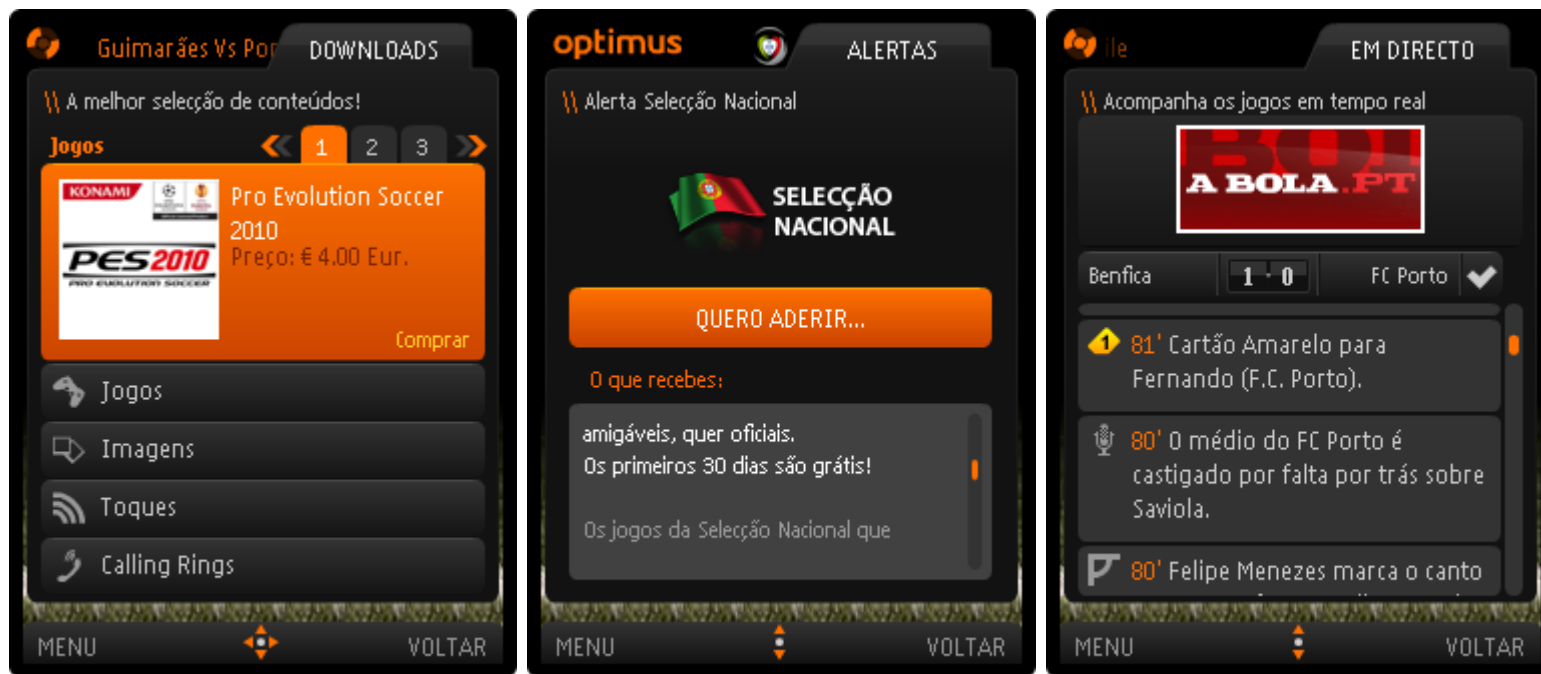 Guimarães Vs Por
DOWNLOADS
\\ A melhor selecção de conteúdos!
Jogos
1 2 3
KONAMI
PES2010
PRO EVOLUTION SOCCER
Pro Evolution Soccer
2010
Preço: € 4.00 Eur.
Comprar
Jogos
Imagens
Toques
Calling Rings
MENU
VOLTAR
optimus
ALERTAS
\\ Alerta Selecção Nacional
SELECÇÃO
NACIONAL
QUERO ADERIR...
O que recebes:
amigáveis, quer oficiais.
Os primeiros 30 dias são grátis!
Os jogos da Selecção Nacional que
MENU
VOLTAR
ile
EM DIRECTO
\\ Acompanha os jogos em tempo real
BOL
A BOLA.PT
Benfica 1 - 0 FC Porto
1 81' Cartão Amarelo para
Fernando (F.C. Porto).
80' O médio do FC Porto é
castigado por falta por trás sobre
Saviola.
80' Felipe Menezes marca o canto
MENU
VOLTAR